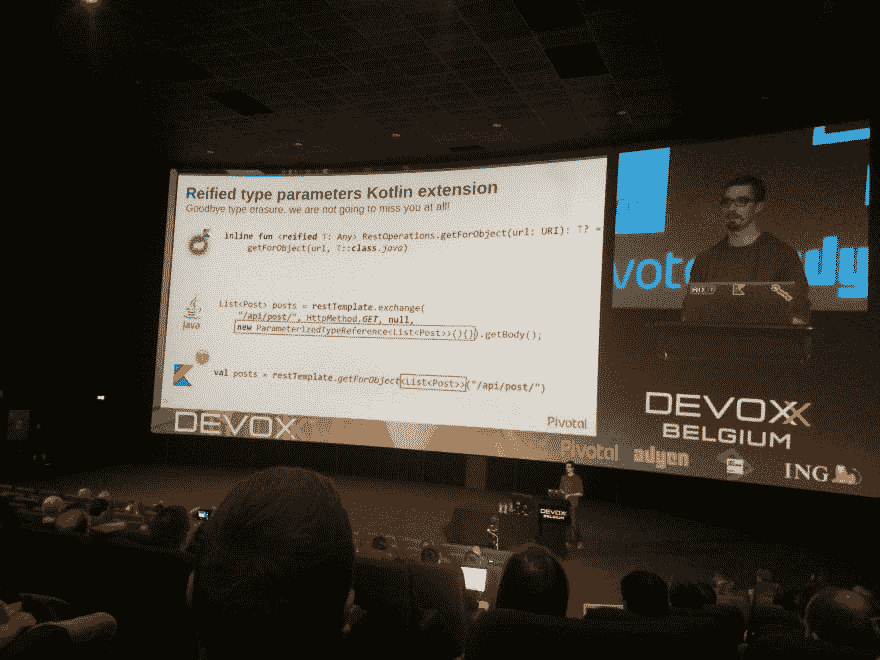 Reified type parameters Kotlin extension
Goodbye type erasure, we are not going to miss you at all!
inline fun <reified T: Any> RestOperations.getForObject(url: URI): T? =
getForObject(url, T::class.java)
List<Post> posts = restTemplate.exchange(
"/api/post/", HttpMethod.GET, null,
new ParameterizedTypeReference<List<Post>>(){}).getBody();
Java
val posts = restTemplate.getForObject<List<Post>>("/api/post/")
Pivotal
DEVOXX
Pivotal
adyen
DEVOXX
BELGIUM
ING
DEVOXX
BELGIUM